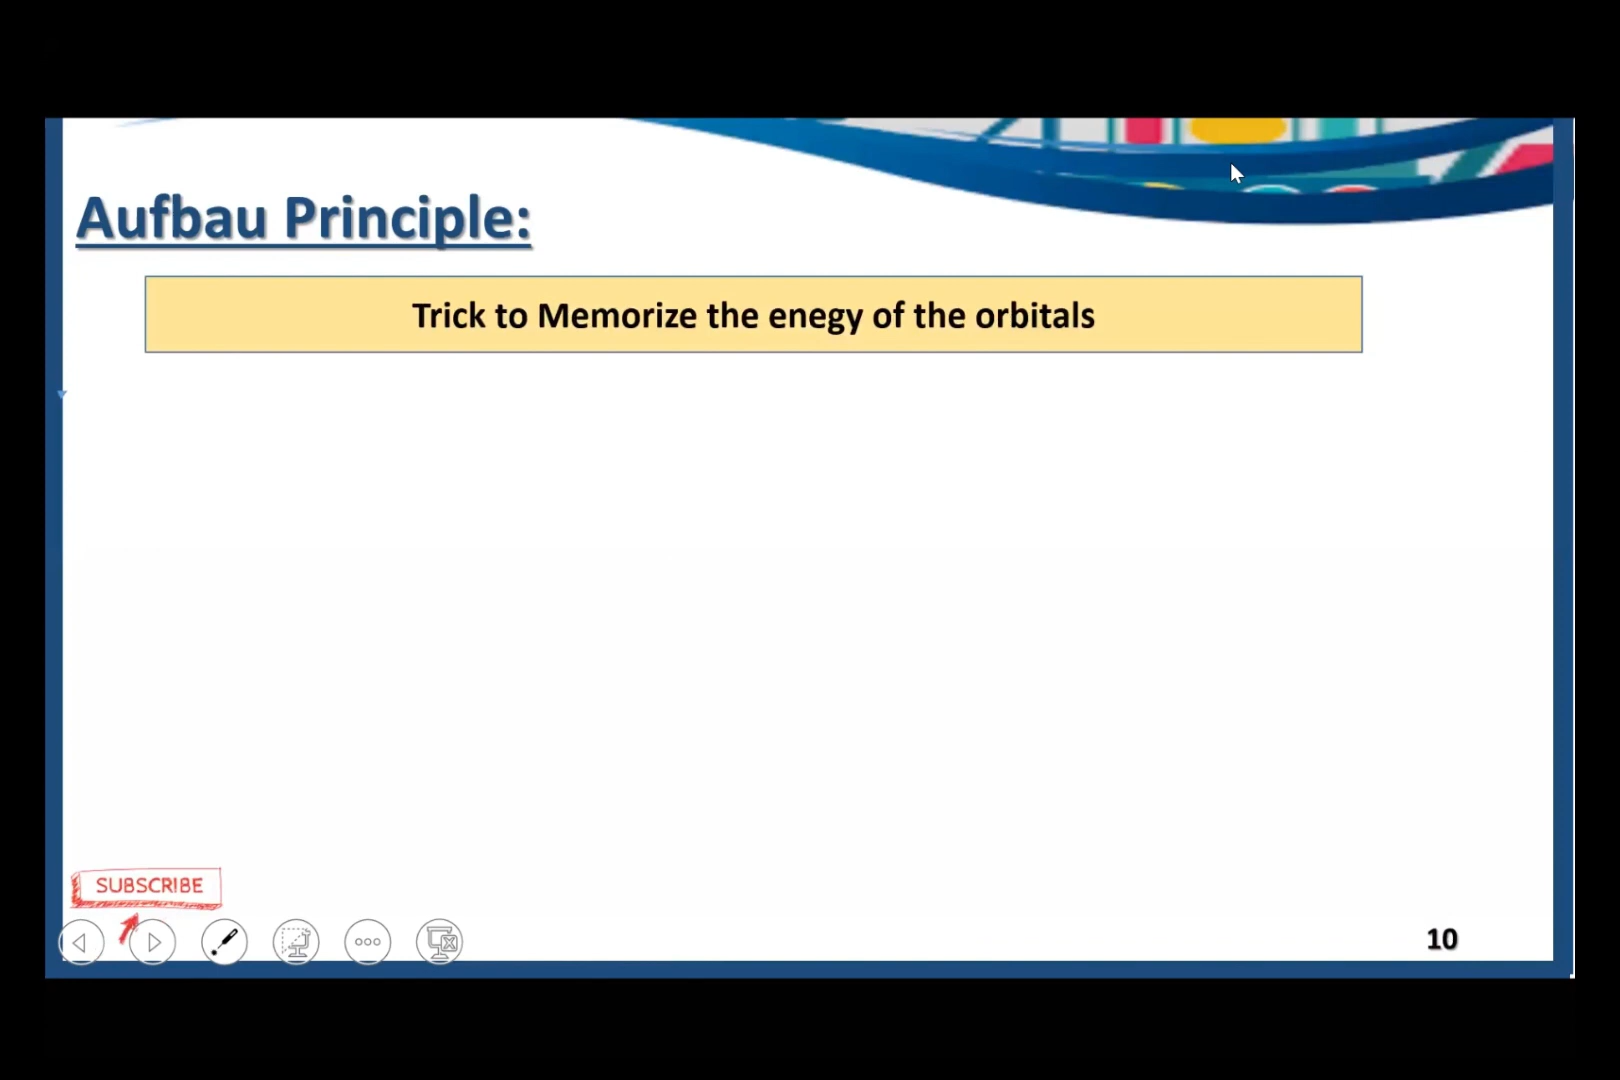 Aufbau Principle:
Trick to Memorize the enegy of the orbitals
SUBSCRIBE
10